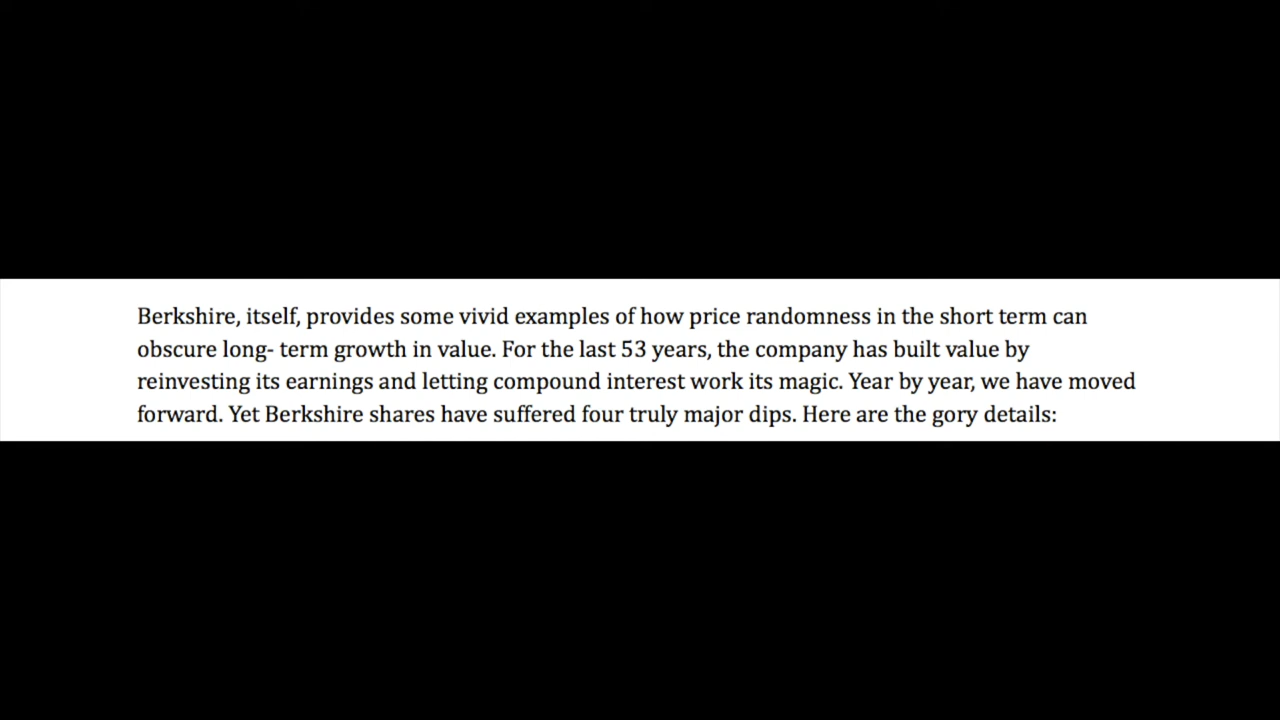 Berkshire, itself, provides some vivid examples of how price randomness in the short term can
obscure long- term growth in value. For the last 53 years, the company has built value by
reinvesting its earnings and letting compound interest work its magic. Year by year, we have moved
forward. Yet Berkshire shares have suffered four truly major dips. Here are the gory details: